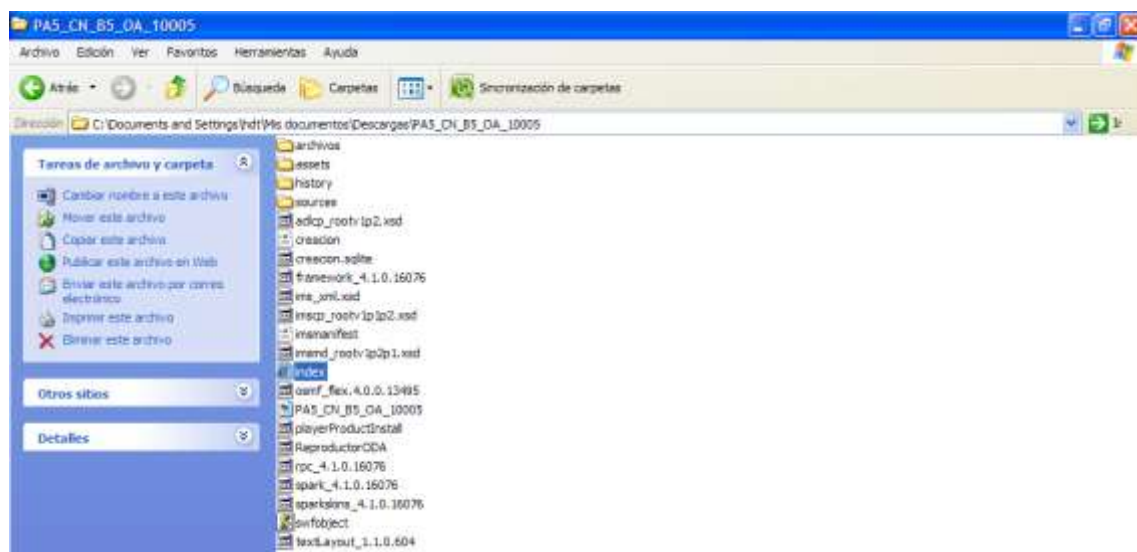 PA5_CN_B5_OA_10005
Archivo Edición Ver Favoritos Herramientas Ayuda
Atrás Búsqueda Carpetas Sincronización de carpetas
Dirección C:\Documents and Settings\hdt\Mis documentos\Descargas\PA5_CN_B5_OA_10005 Ir
Tareas de archivo y carpeta
Cambiar nombre a este archivo
Mover este archivo
Copiar este archivo
Publicar este archivo en Web
Enviar este archivo por correo
electrónico
Imprimir este archivo
Eliminar este archivo
Otros sitios
Detalles
archivos
assets
history
sources
adlcp_rootv1p2.xsd
creacion
creacion.sqlite
framework_4.1.0.16076
ims_xml.xsd
imscp_rootv1p1p2.xsd
imsmanifest
imsmd_rootv1p2p1.xsd
index
osmf_flex.4.0.0.13495
PA5_CN_B5_OA_10005
playerProductInstall
ReproductorODA
rpc_4.1.0.16076
spark_4.1.0.16076
sparkskins_4.1.0.16076
swfobject
textLayout_1.1.0.604